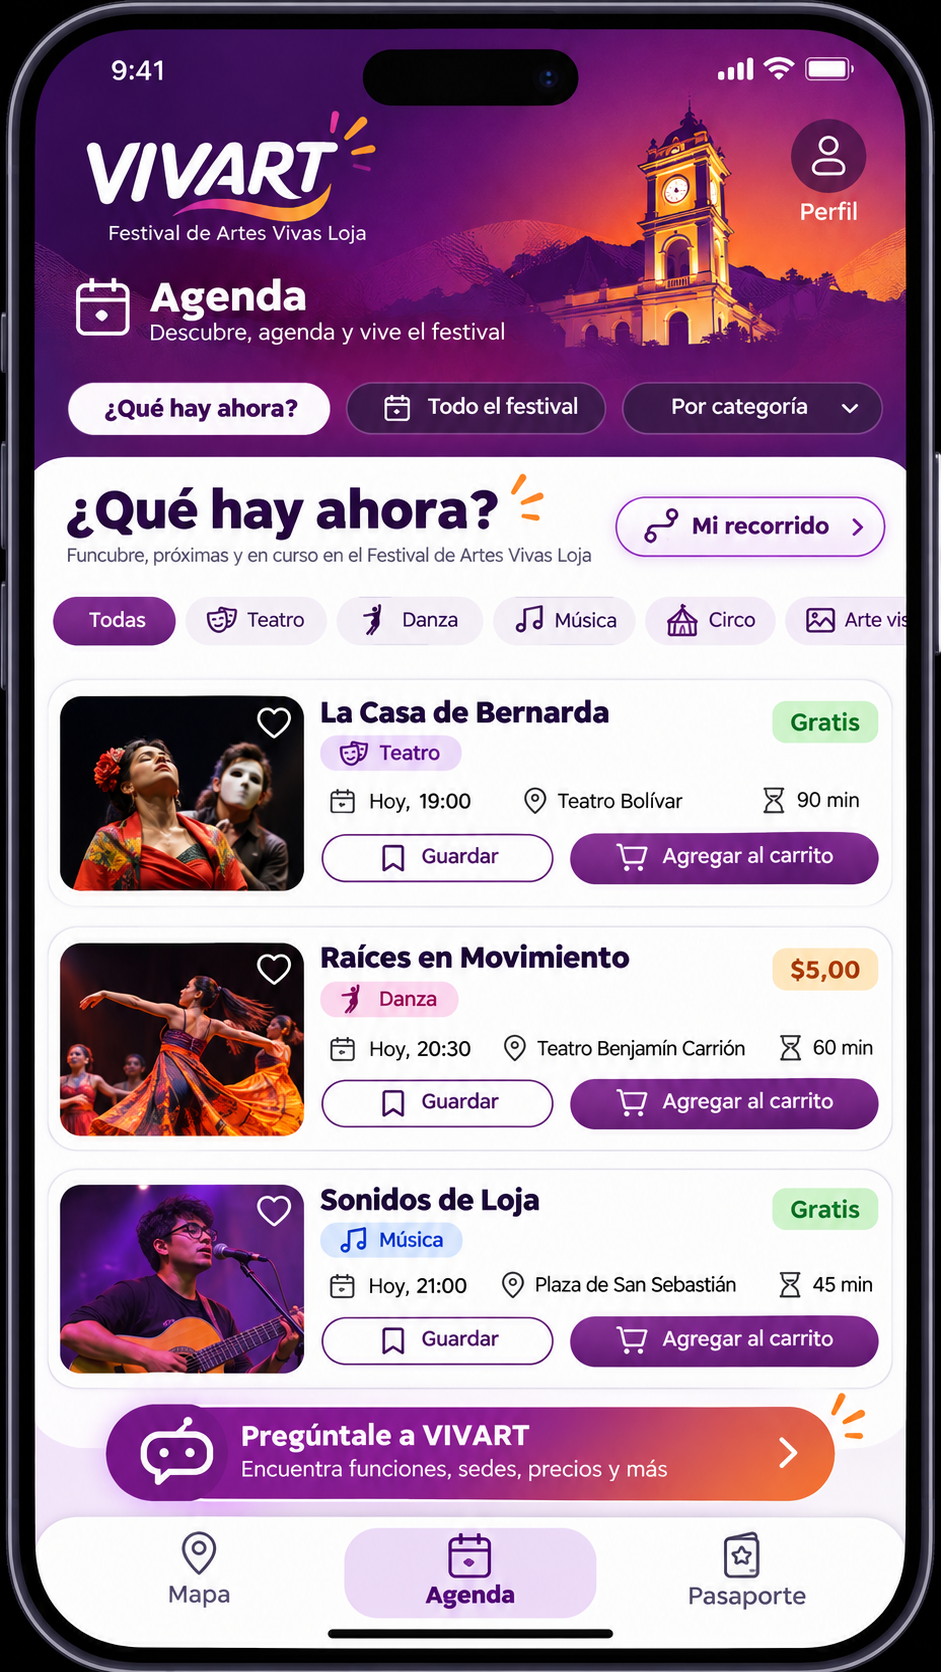 9:41
VIVART
Festival de Artes Vivas Loja
Perfil
Agenda
Descubre, agenda y vive el festival
¿Qué hay ahora?
Todo el festival
Por categoría
¿Qué hay ahora?
Funcubre, próximas y en curso en el Festival de Artes Vivas Loja
Mi recorrido
Todas
Teatro
Danza
Música
Circo
Arte vis
La Casa de Bernarda
Gratis
Teatro
Hoy, 19:00
Teatro Bolívar
90 min
Guardar
Agregar al carrito
Raíces en Movimiento
$5,00
Danza
Hoy, 20:30
Teatro Benjamín Carrión
60 min
Guardar
Agregar al carrito
Sonidos de Loja
Gratis
Música
Hoy, 21:00
Plaza de San Sebastián
45 min
Guardar
Agregar al carrito
Pregúntale a VIVART
Encuentra funciones, sedes, precios y más
Mapa
Agenda
Pasaporte